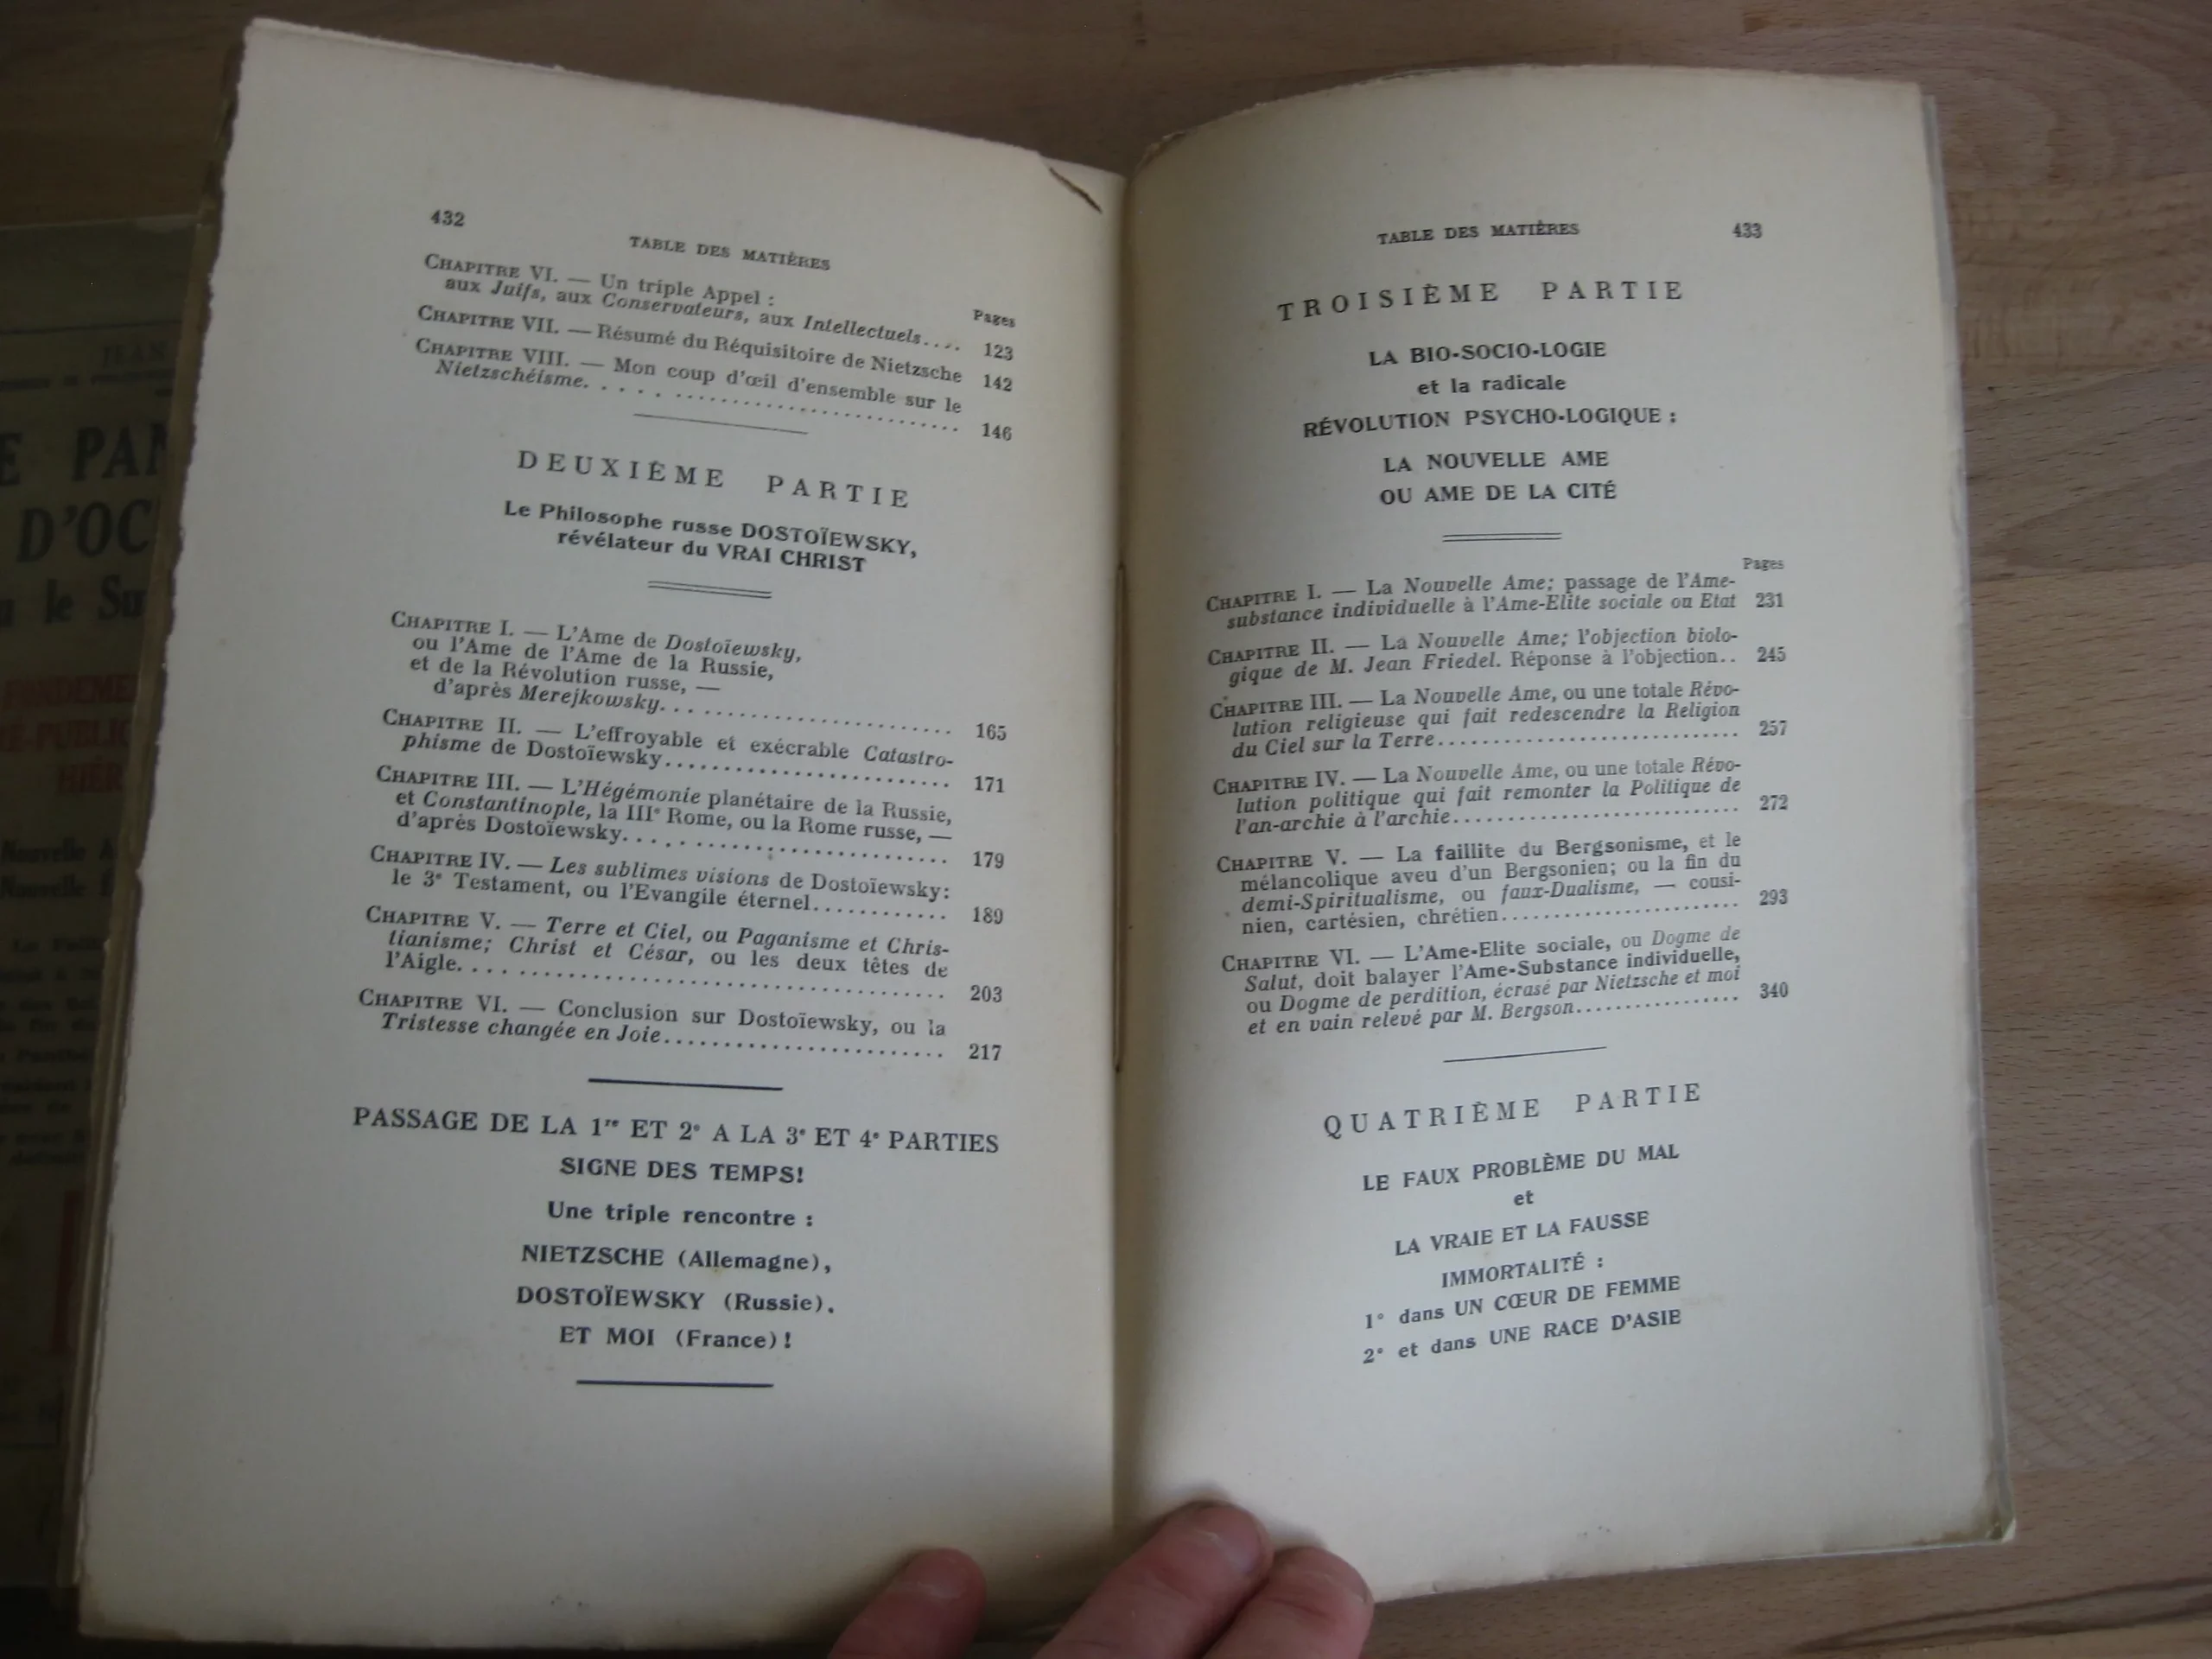 432
TABLE DES MATIÈRES
Pages
CHAPITRE VI. — Un triple Appel :
aux Juifs, aux Conservateurs, aux Intellectuels.... 123
CHAPITRE VII. — Résumé du Réquisitoire de Nietzsche 142
CHAPITRE VIII. — Mon coup d'œil d'ensemble sur le
Nietzschéisme. ........................... 146
DEUXIÈME PARTIE
Le Philosophe russe DOSTOÏEWSKY,
révélateur du VRAI CHRIST
CHAPITRE I. — L'Ame de Dostoïewsky,
ou l'Ame de l'Ame de la Russie,
et de la Révolution russe, —
d'après Merejkowsky........................... 165
CHAPITRE II. — L'effroyable et exécrable Catastro-
phisme de Dostoïewsky......................... 171
CHAPITRE III. — L'Hégémonie planétaire de la Russie,
et Constantinople, la IIIe Rome, ou la Rome russe, —
d'après Dostoïewsky........................... 179
CHAPITRE IV. — Les sublimes visions de Dostoïewsky:
le 3e Testament, ou l'Evangile éternel............ 189
CHAPITRE V. — Terre et Ciel, ou Paganisme et Chris-
tianisme; Christ et César, ou les deux têtes de
l'Aigle....................................... 203
CHAPITRE VI. — Conclusion sur Dostoïewsky, ou la
Tristesse changée en Joie........................ 217
PASSAGE DE LA 1re ET 2e A LA 3e ET 4e PARTIES
SIGNE DES TEMPS!
Une triple rencontre :
NIETZSCHE (Allemagne),
DOSTOÏEWSKY (Russie).
ET MOI (France)!
TABLE DES MATIÈRES 433
TROISIÈME PARTIE
LA BIO-SOCIO-LOGIE
et la radicale
RÉVOLUTION PSYCHO-LOGIQUE :
LA NOUVELLE AME
OU AME DE LA CITÉ
Pages
CHAPITRE I. — La Nouvelle Ame; passage de l'Ame-
substance individuelle à l'Ame-Elite sociale ou Etat 231
CHAPITRE II. — La Nouvelle Ame; l'objection biolo-
gique de M. Jean Friedel. Réponse à l'objection.. 245
CHAPITRE III. — La Nouvelle Ame, ou une totale Révo-
lution religieuse qui fait redescendre la Religion
du Ciel sur la Terre............................ 257
CHAPITRE IV. — La Nouvelle Ame, ou une totale Révo-
lution politique qui fait remonter la Politique de
l'an-archie à l'archie........................... 272
CHAPITRE V. — La faillite du Bergsonisme, et le
mélancolique aveu d'un Bergsonien; ou la fin du
demi-Spiritualisme, ou faux-Dualisme, — cousi-
nien, cartésien, chrétien........................ 293
CHAPITRE VI. — L'Ame-Elite sociale, ou Dogme de
Salut, doit balayer l'Ame-Substance individuelle,
ou Dogme de perdition, écrasé par Nietzsche et moi
et en vain relevé par M. Bergson................ 340
QUATRIÈME PARTIE
LE FAUX PROBLÈME DU MAL
et
LA VRAIE ET LA FAUSSE
IMMORTALITÉ :
1° dans UN CŒUR DE FEMME
2° et dans UNE RACE D'ASIE
JEAN
D'OC